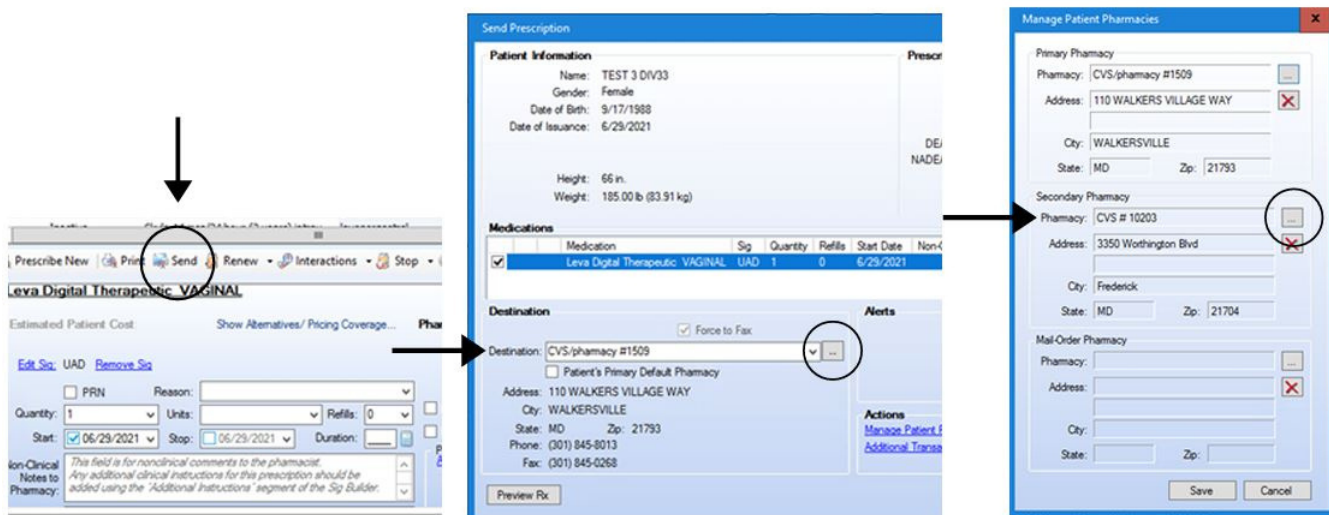 Prescribe New Print Send Renew Interactions Stop
Leva Digital Therapeutic VAGINAL
Estimated Patient Cost Show Alternatives/ Pricing Coverage...
Edit Sig: UAD Remove Sig
PRN Reason:
Quantity: 1 Units: Refills: 0
Start: 06/29/2021 Stop: 06/29/2021 Duration:
Non-Clinical Notes to Pharmacy:
This field is for nonclinical comments to the pharmacist.
Any additional clinical instructions for this prescription should be
added using the 'Additional Instructions' segment of the Sig Builder.
Send Prescription
Patient Information
Name: TEST 3 DIV33
Gender: Female
Date of Birth: 9/17/1988
Date of Issuance: 6/29/2021
Height: 66 in.
Weight: 185.00 lb (83.91 kg)
Medications
Medication Sig Quantity Refills Start Date
Leva Digital Therapeutic VAGINAL UAD 1 0 6/29/2021
Destination
Force to Fax
Destination: CVS/pharmacy #1509 ...
Patient's Primary Default Pharmacy
Address: 110 WALKERS VILLAGE WAY
City: WALKERSVILLE
State: MD Zip: 21793
Phone: (301) 845-8013
Fax: (301) 845-0268
Preview Rx
Alerts
Actions
Manage Patient
Additional
Manage Patient Pharmacies
Primary Pharmacy
Pharmacy: CVS/pharmacy #1509 ...
Address: 110 WALKERS VILLAGE WAY
City: WALKERSVILLE
State: MD Zip: 21793
Secondary Pharmacy
Pharmacy: CVS # 10203 ...
Address: 3350 Worthington Blvd
City: Frederick
State: MD Zip: 21704
Mail-Order Pharmacy
Pharmacy: ...
Address:
City:
State: Zip:
Save Cancel